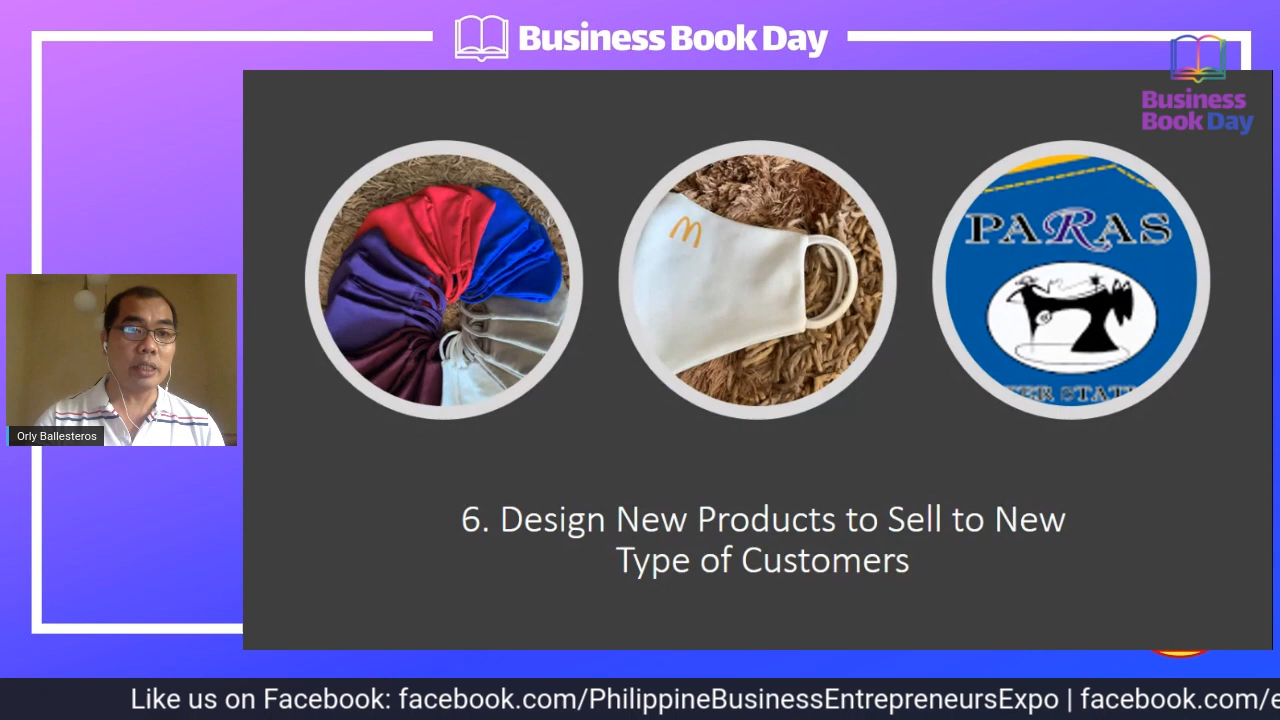 Business Book Day
Business
Book Day
PARAS
6. Design New Products to Sell to New
Type of Customers
Orly Ballesteros
Like us on Facebook: facebook.com/PhilippineBusinessEntrepreneursExpo | facebook.com/e